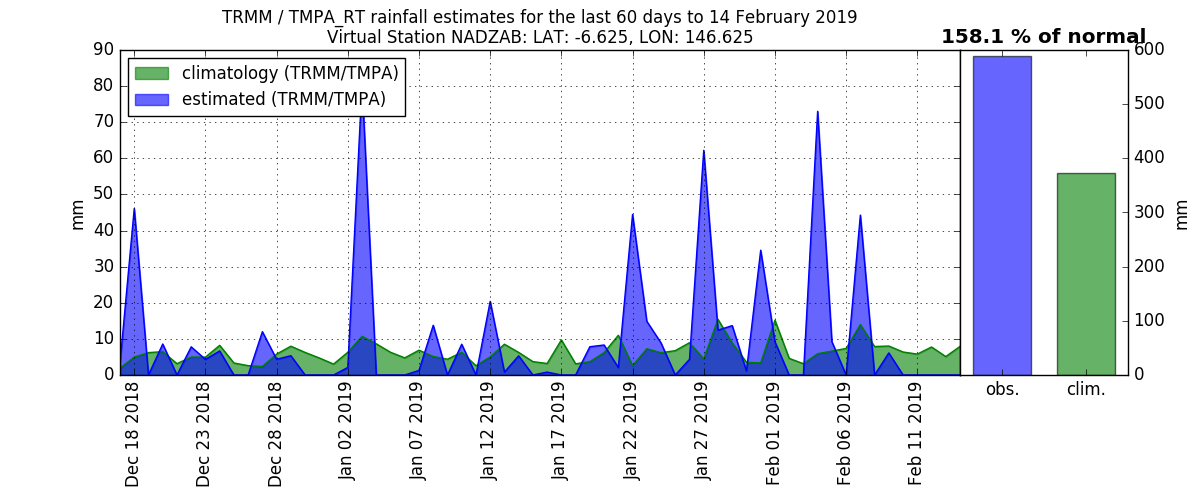 TRMM / TMPA_RT rainfall estimates for the last 60 days to 14 February 2019
Virtual Station NADZAB: LAT: -6.625, LON: 146.625
158.1 % of normal
climatology (TRMM/TMPA)
estimated (TRMM/TMPA)
90
80
70
60
50
40
30
20
10
0
mm
Dec 18 2018
Dec 23 2018
Dec 28 2018
Jan 02 2019
Jan 07 2019
Jan 12 2019
Jan 17 2019
Jan 22 2019
Jan 27 2019
Feb 01 2019
Feb 06 2019
Feb 11 2019
obs.
clim.
600
500
400
300
200
100
0
mm